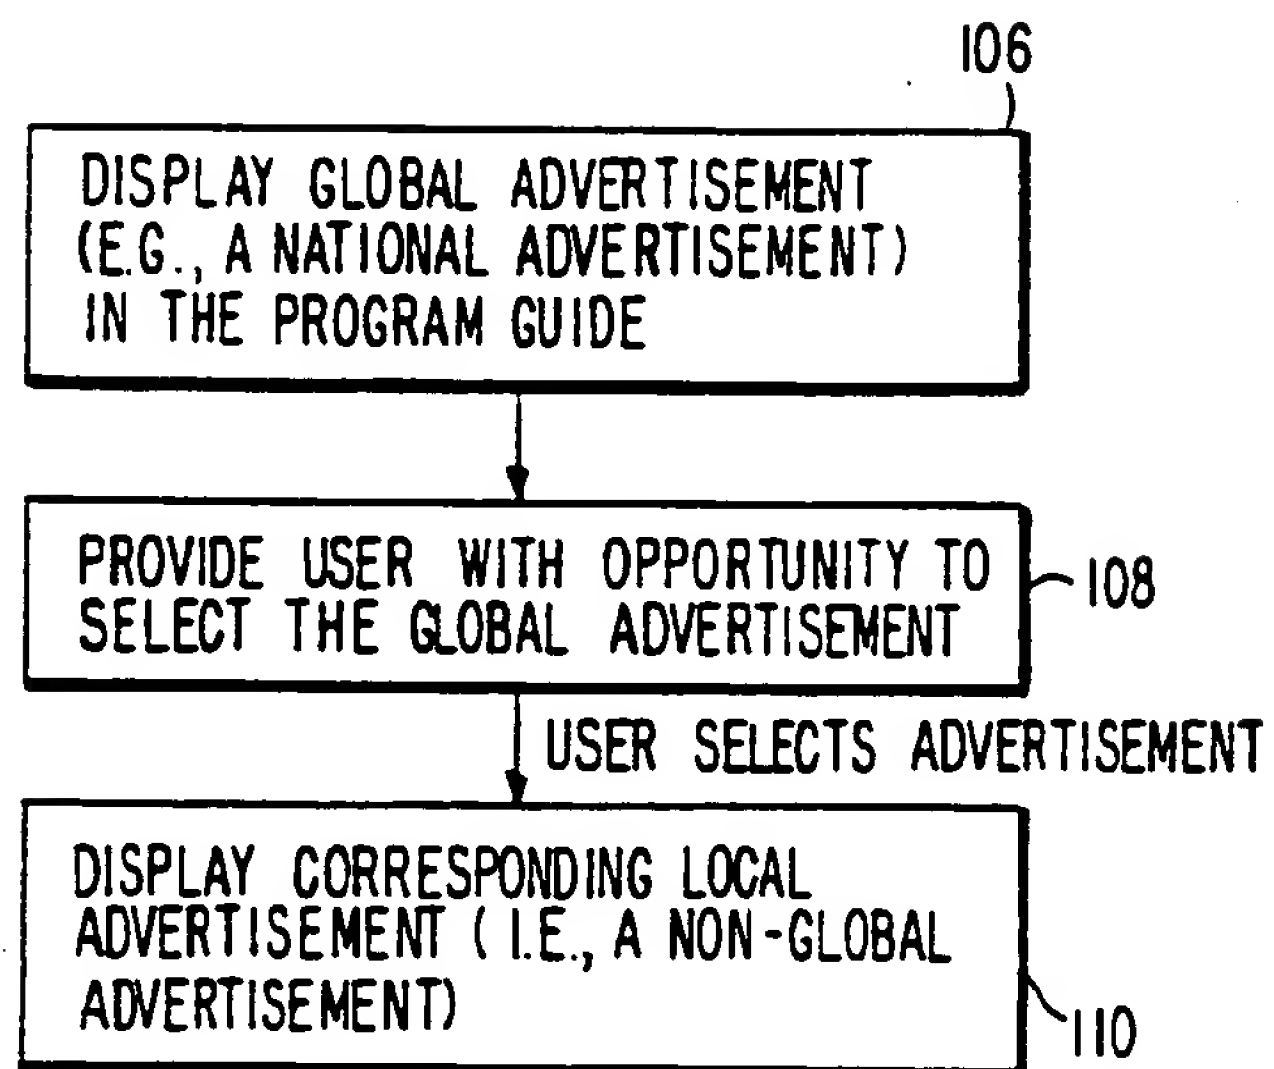 106
DISPLAY GLOBAL ADVERTISEMENT
(E.G., A NATIONAL ADVERTISEMENT)
IN THE PROGRAM GUIDE
PROVIDE USER WITH OPPORTUNITY TO
SELECT THE GLOBAL ADVERTISEMENT
108
USER SELECTS ADVERTISEMENT
DISPLAY CORRESPONDING LOCAL
ADVERTISEMENT (I.E., A NON-GLOBAL
ADVERTISEMENT)
110